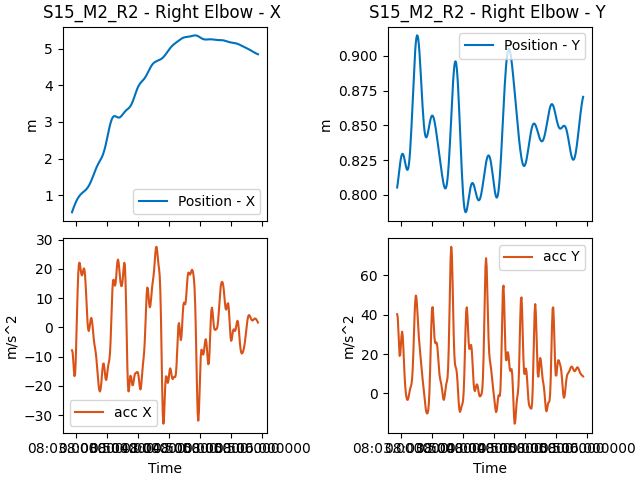 S15_M2_R2 - Right Elbow - X
S15_M2_R2 - Right Elbow - Y
m
5
4
3
2
1
Position - X
m
0.900
0.875
0.850
0.825
0.800
Position - Y
m/s^2
30
20
10
0
−10
−20
−30
acc X
Time
m/s^2
60
40
20
0
acc Y
Time